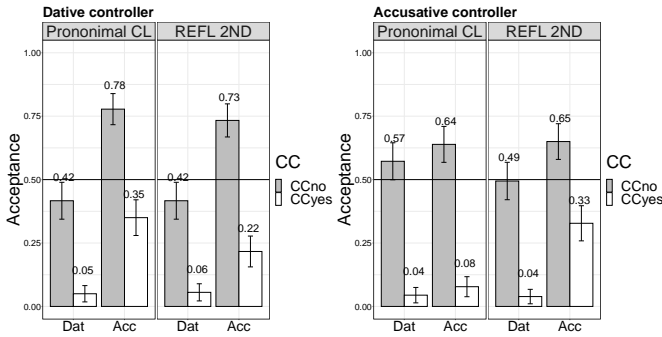 Dative controller
Prononimal CL
REFL 2ND
1.00
0.75
0.50
0.25
0.00
Acceptance
0.42
0.05
0.78
0.35
0.42
0.06
0.73
0.22
Dat
Acc
Dat
Acc
CC
CCno
CCyes
Accusative controller
Prononimal CL
REFL 2ND
1.00
0.75
0.50
0.25
0.00
Acceptance
0.57
0.04
0.64
0.08
0.49
0.04
0.65
0.33
Dat
Acc
Dat
Acc
CC
CCno
CCyes